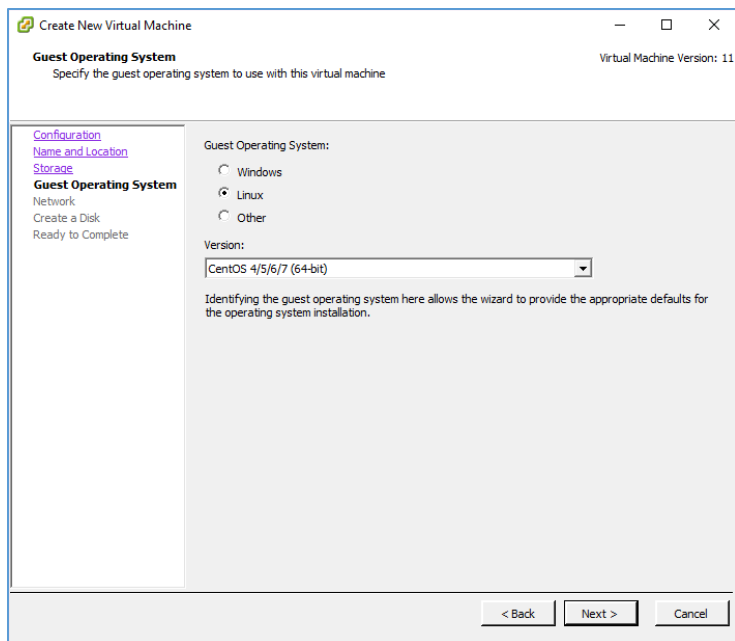 Create New Virtual Machine
Guest Operating System
Specify the guest operating system to use with this virtual machine
Virtual Machine Version: 11
Configuration
Name and Location
Storage
Guest Operating System
Network
Create a Disk
Ready to Complete
Guest Operating System:
Windows
Linux
Other
Version:
CentOS 4/5/6/7 (64-bit)
Identifying the guest operating system here allows the wizard to provide the appropriate defaults for
the operating system installation.
< Back
Next >
Cancel